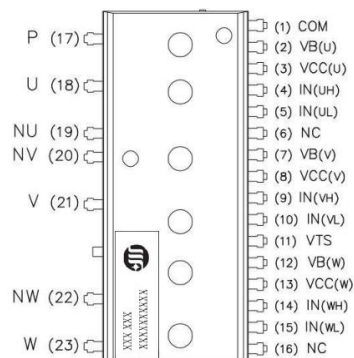 P (17)
U (18)
NU (19)
NV (20)
V (21)
NW (22)
W (23)
XXX XXX
XXXXXXXXXX
(1) COM
(2) VB(U)
(3) VCC(U)
(4) IN(UH)
(5) IN(UL)
(6) NC
(7) VB(V)
(8) VCC(V)
(9) IN(VH)
(10) IN(VL)
(11) VTS
(12) VB(W)
(13) VCC(W)
(14) IN(WH)
(15) IN(WL)
(16) NC